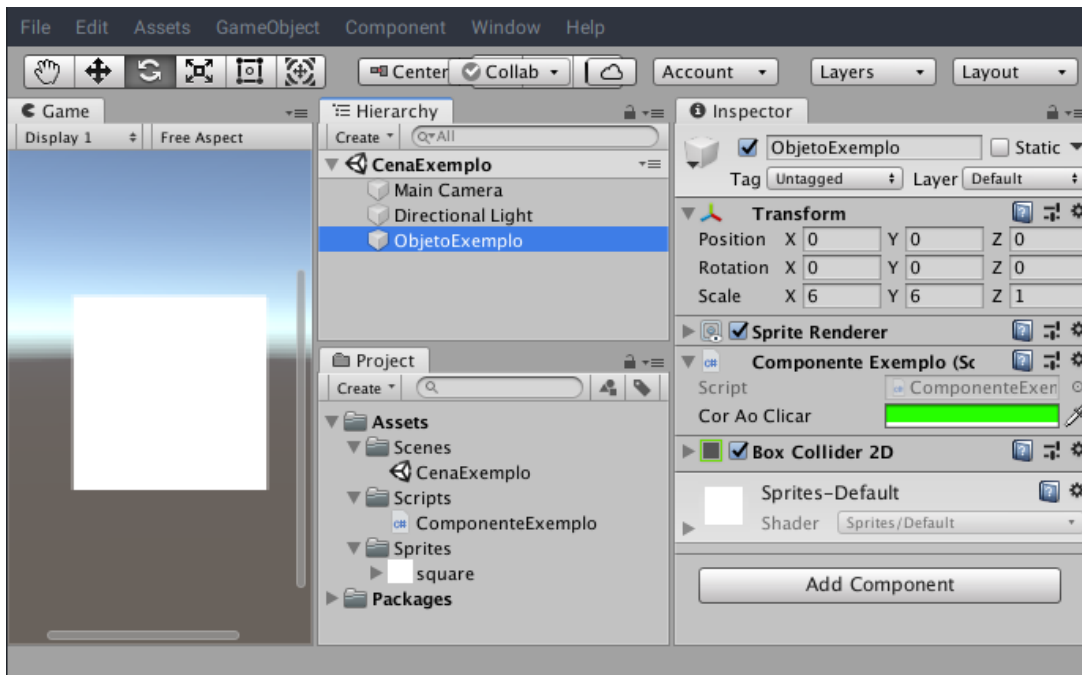 File Edit Assets GameObject Component Window Help
Center Collab Account Layers Layout
Game
Display 1 Free Aspect
Hierarchy
Create All
CenaExemplo
Main Camera
Directional Light
ObjetoExemplo
Project
Create
Assets
Scenes
CenaExemplo
Scripts
C# ComponenteExemplo
Sprites
square
Packages
Inspector
ObjetoExemplo Static
Tag Untagged Layer Default
Transform
Position X 0 Y 0 Z 0
Rotation X 0 Y 0 Z 0
Scale X 6 Y 6 Z 1
Sprite Renderer
C# Componente Exemplo (Sc
Script ComponenteExen
Cor Ao Clicar
Box Collider 2D
Sprites-Default
Shader Sprites/Default
Add Component